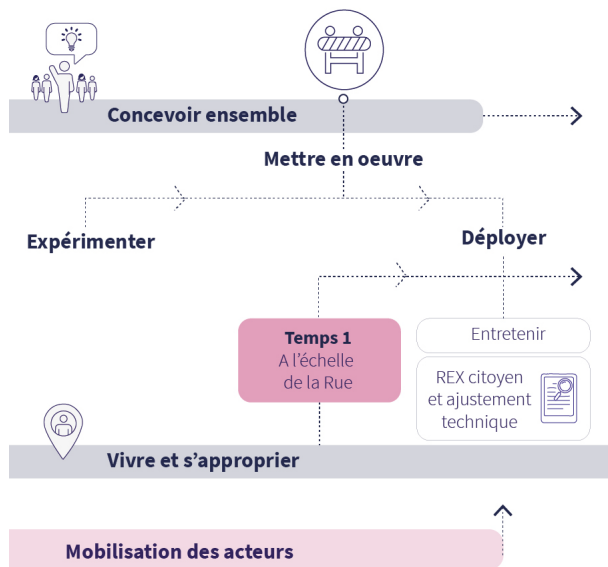 Concevoir ensemble
Mettre en oeuvre
Expérimenter
Déployer
Temps 1
A l’échelle
de la Rue
Entretenir
REX citoyen
et ajustement
technique
Vivre et s’approprier
Mobilisation des acteurs